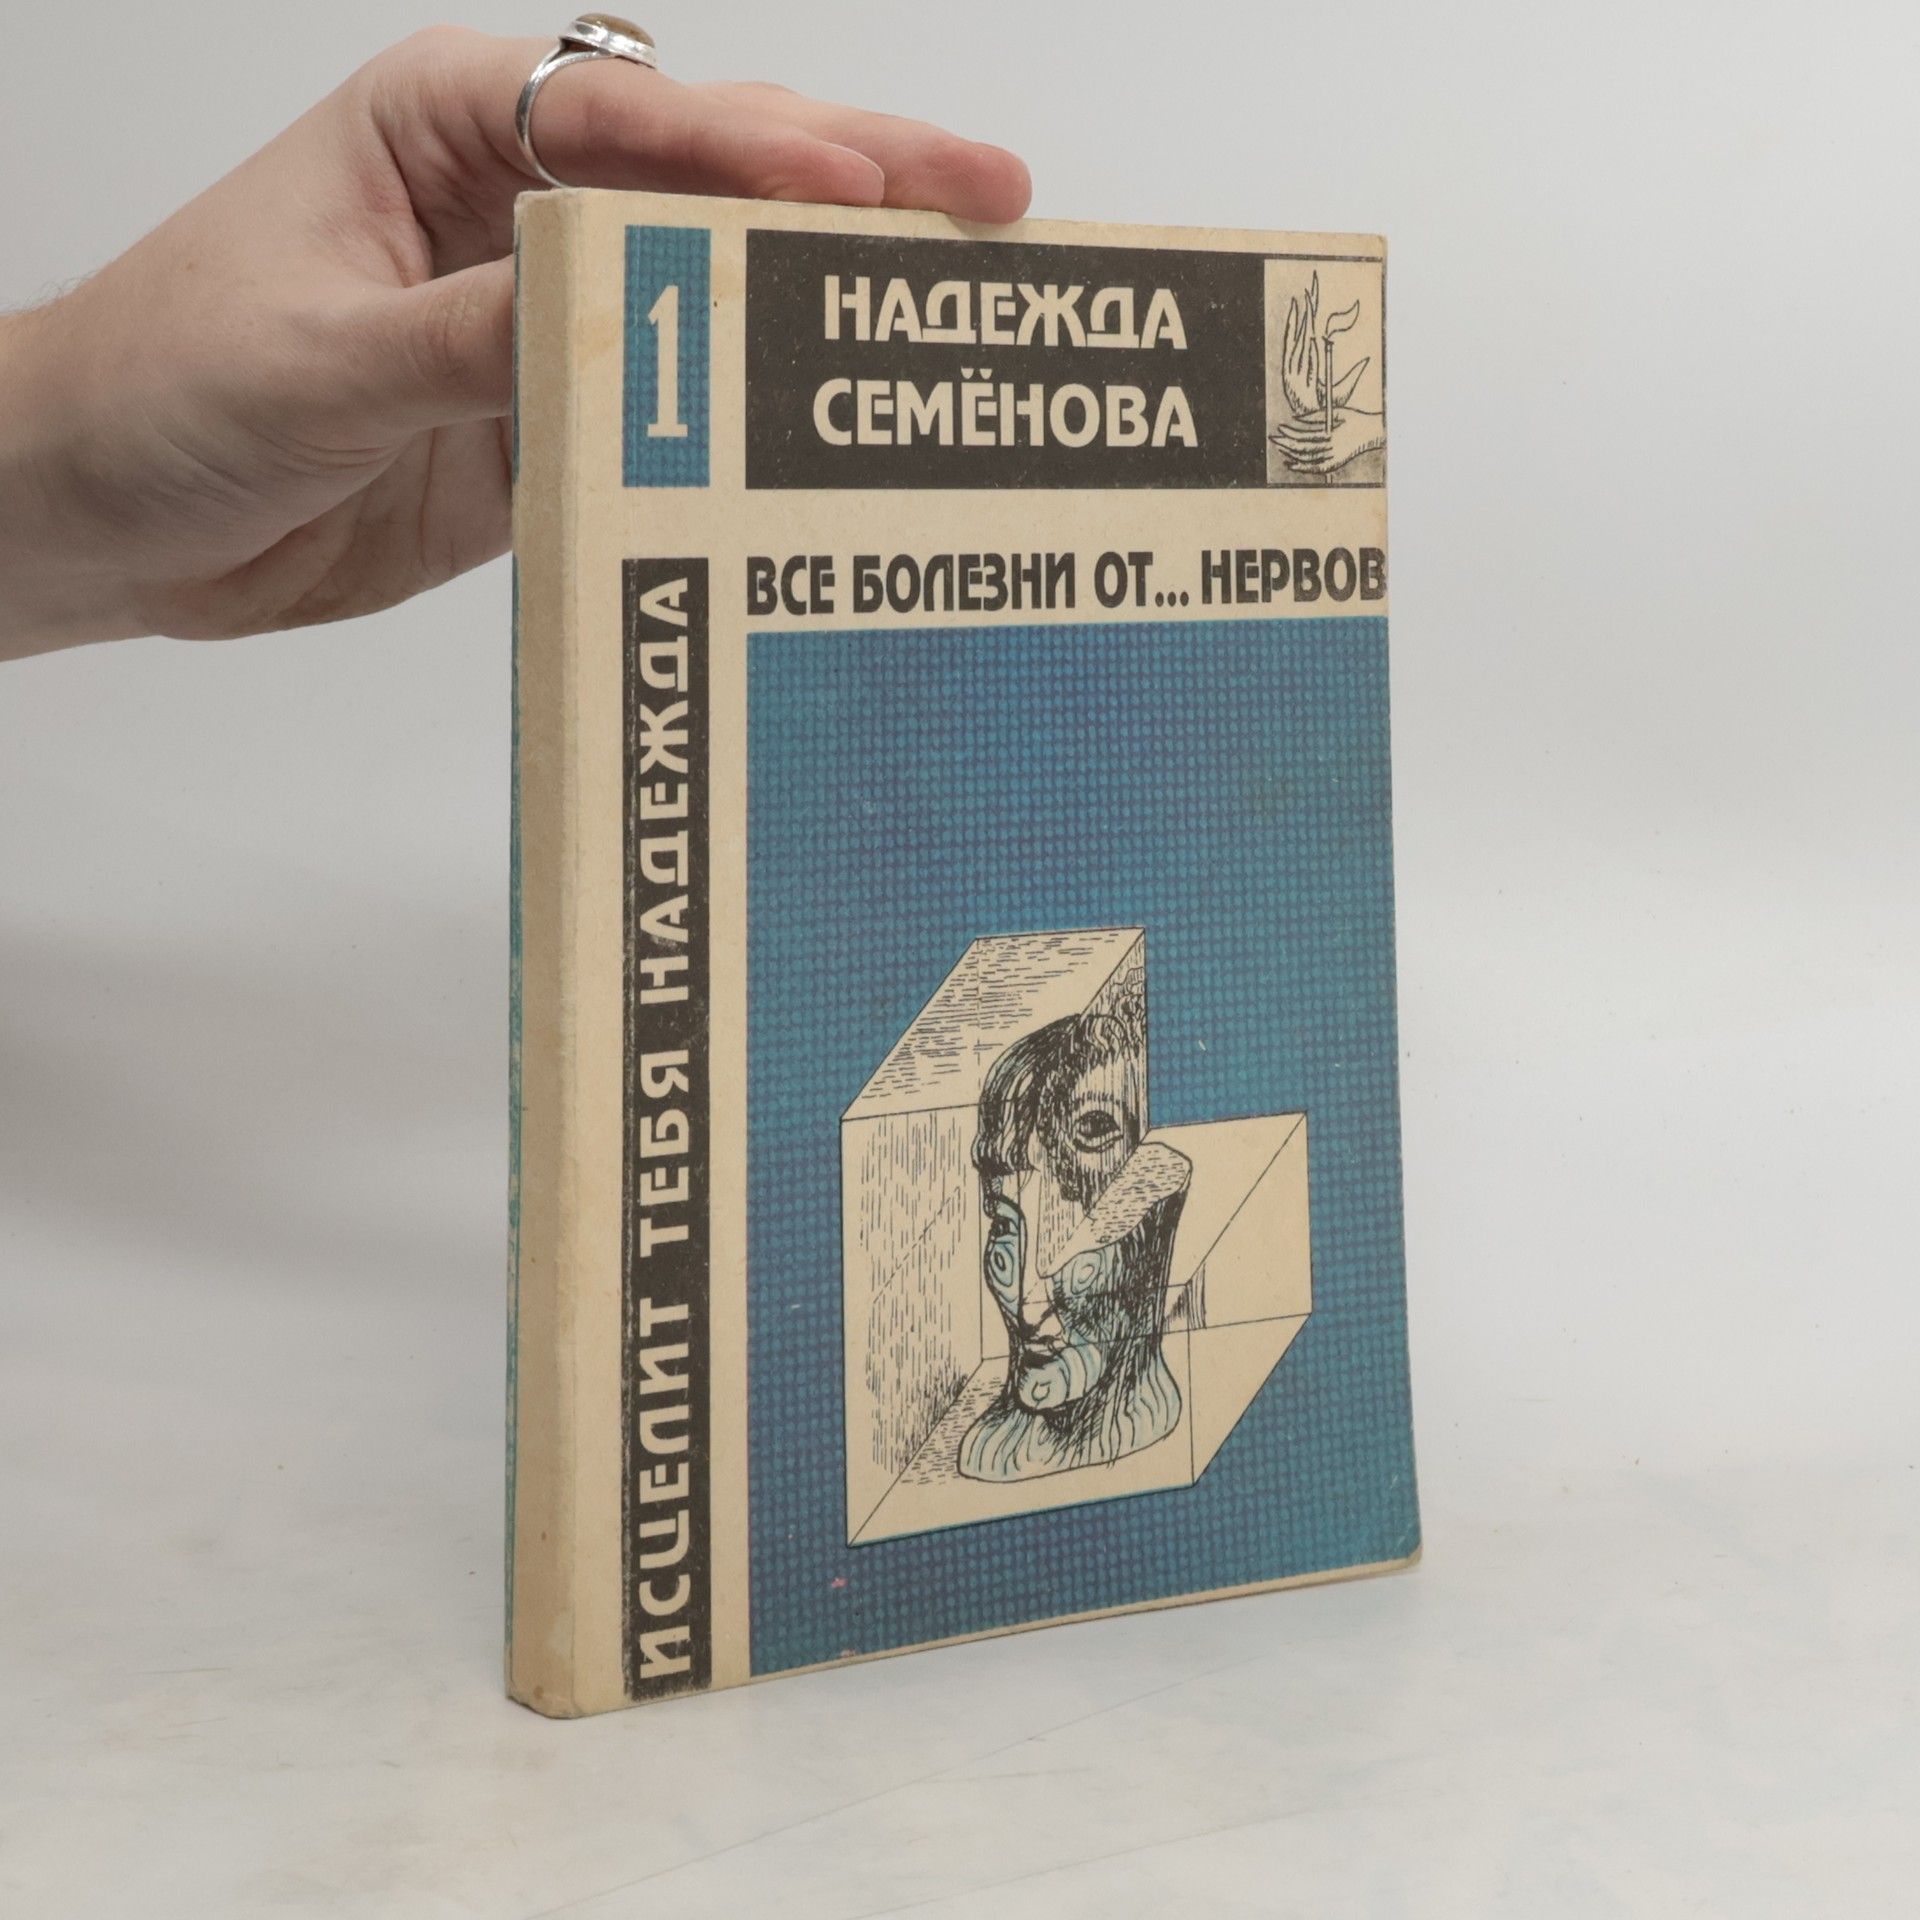 1
НАДЕЖДА
СЕМЁНОВА
ВСЕ БОЛЕЗНИ ОТ... НЕРВОВ
ИСЦЕЛИТ ТЕБЯ НАДЕЖДА